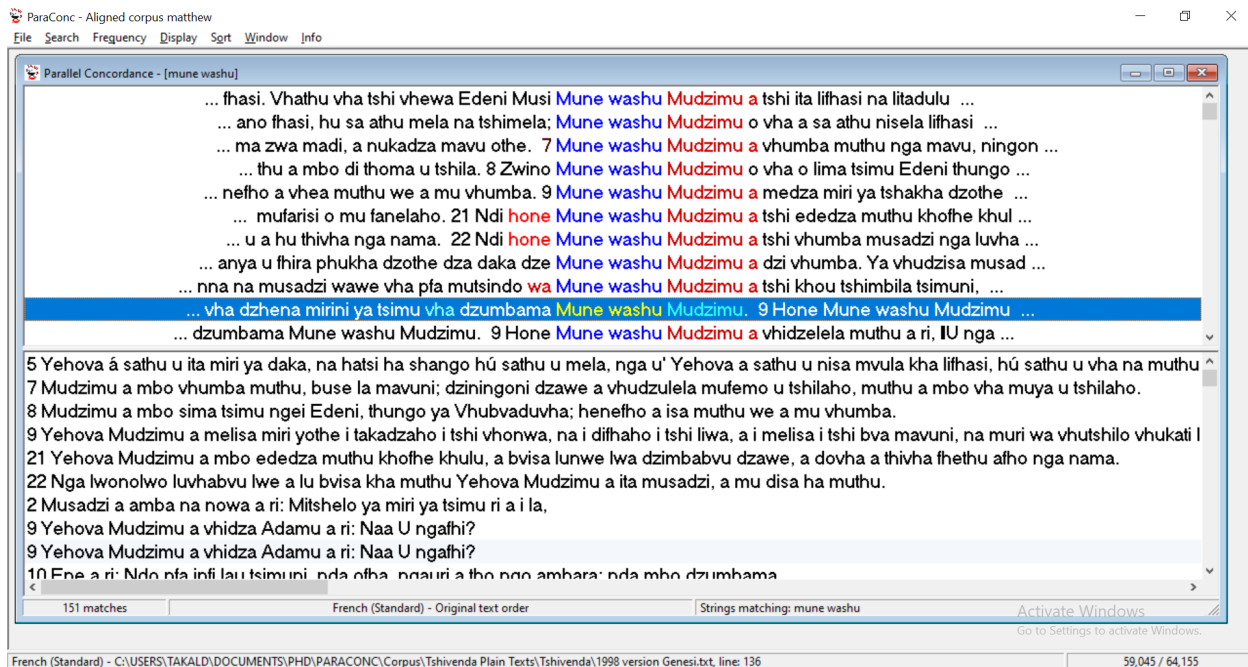 ParaConc - Aligned corpus matthew
File Search Frequency Display Sort Window Info
Parallel Concordance - [mune washu]
... fhasi. Vhathu vha tshi vhewa Edeni Musi Mune washu Mudzimu a tshi ita lifhasi na litadulu ...
... ano fhasi, hu sa athu mela na tshimela; Mune washu Mudzimu o vha a sa athu nisela lifhasi ...
... ma zwa madi, a nukadza mavu othe. 7 Mune washu Mudzimu a vhumba muthu nga mavu, ningon ...
... thu a mbo di thoma u tshila. 8 Zwino Mune washu Mudzimu o vha o lima tsimu Edeni thungo ...
... nefho a vhea muthu we a mu vhumba. 9 Mune washu Mudzimu a medza miri ya tshakha dzothe ...
... mufarisi o mu fanelaho. 21 Ndi hone Mune washu Mudzimu a tshi ededza muthu khofhe khul ...
... u a hu thivha nga nama. 22 Ndi hone Mune washu Mudzimu a tshi vhumba musadzi nga luvha ...
... anya u fhira phukha dzothe dza daka dze Mune washu Mudzimu a dzi vhumba. Ya vhudzisa musad ...
... nna na musadzi wawe vha pfa mutsindo wa Mune washu Mudzimu a tshi khou tshimbila tsimuni, ...
... vha dzhena mirini ya tsimu vha dzumbama Mune washu Mudzimu. 9 Hone Mune washu Mudzimu ...
... dzumbama Mune washu Mudzimu. 9 Hone Mune washu Mudzimu a vhidzelela muthu a ri, IU nga ...
5 Yehova á sathu u ita miri ya daka, na hatsi ha shango hú sathu u mela, nga u' Yehova a sathu u nisa mvula kha lifhasi, hú sathu u vha na muthu
7 Mudzimu a mbo vhumba muthu, buse la mavuni; dziningoni dzawe a vhudzulela mufemo u tshilaho, muthu a mbo vha muya u tshilaho.
8 Mudzimu a mbo sima tsimu ngei Edeni, thungo ya Vhubvaduvha; henefho a isa muthu we a mu vhumba.
9 Yehova Mudzimu a melisa miri yothe i takadzaho i tshi vhonwa, na i difhaho i tshi liwa, a i melisa i tshi bva mavuni, na muri wa vhutshilo vhukati l
21 Yehova Mudzimu a mbo ededza muthu khofhe khulu, a bvisa lunwe lwa dzimbabvu dzawe, a dovha a thivha fhethu afho nga nama.
22 Nga lwonolwo luvhabvu lwe a lu bvisa kha muthu Yehova Mudzimu a ita musadzi, a mu disa ha muthu.
2 Musadzi a amba na nowa a ri: Mitshelo ya miri ya tsimu ri a i la,
9 Yehova Mudzimu a vhidza Adamu a ri: Naa U ngafhi?
9 Yehova Mudzimu a vhidza Adamu a ri: Naa U ngafhi?
10 Ene a ri: Ndo pfa ipfi lau tsimuni, nda ofha, ngauri a tho ngo ambara; nda mbo dzumbama
151 matches French (Standard) - Original text order Strings matching: mune washu
Activate Windows
Go to Settings to activate Windows.
French (Standard) - C:\USERS\TAKALD\DOCUMENTS\PHD\PARACONC\Corpus\Tshivenda Plain Texts\Tshivenda\1998 version Genesi.txt, line: 136 59,045 / 64,155